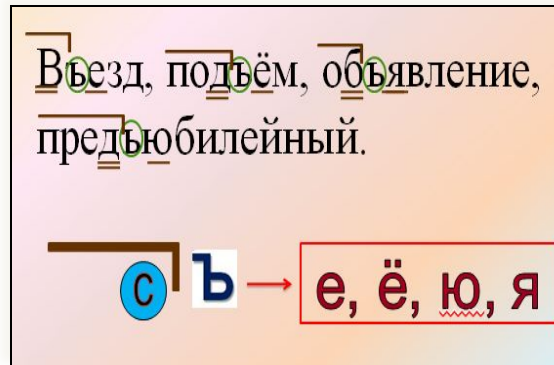 Въезд, подъём, объявление,
предъюбилейный.
с ъ → е, ё, ю, я